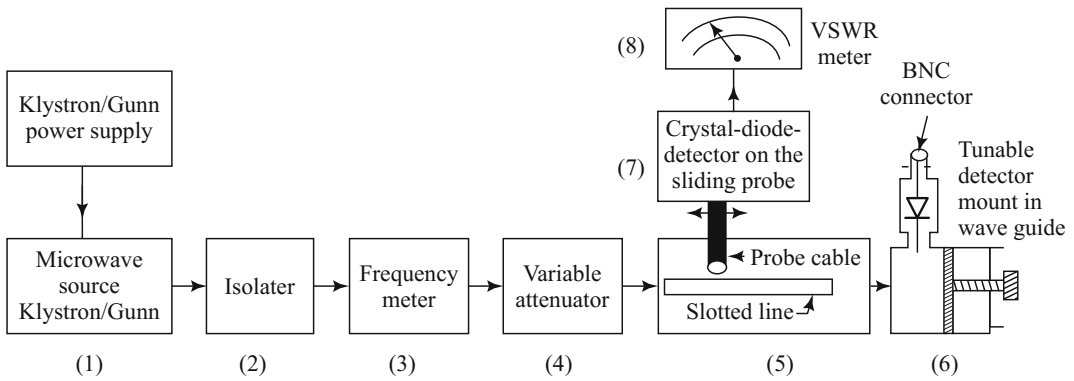 Klystron/Gunn
power supply
Microwave
source
Klystron/Gunn
(1)
Isolater
(2)
Frequency
meter
(3)
Variable
attenuator
(4)
(8)
VSWR
meter
(7)
Crystal-diode-
detector on the
sliding probe
Probe cable
Slotted line
(5)
BNC
connector
Tunable
detector
mount in
wave guide
(6)